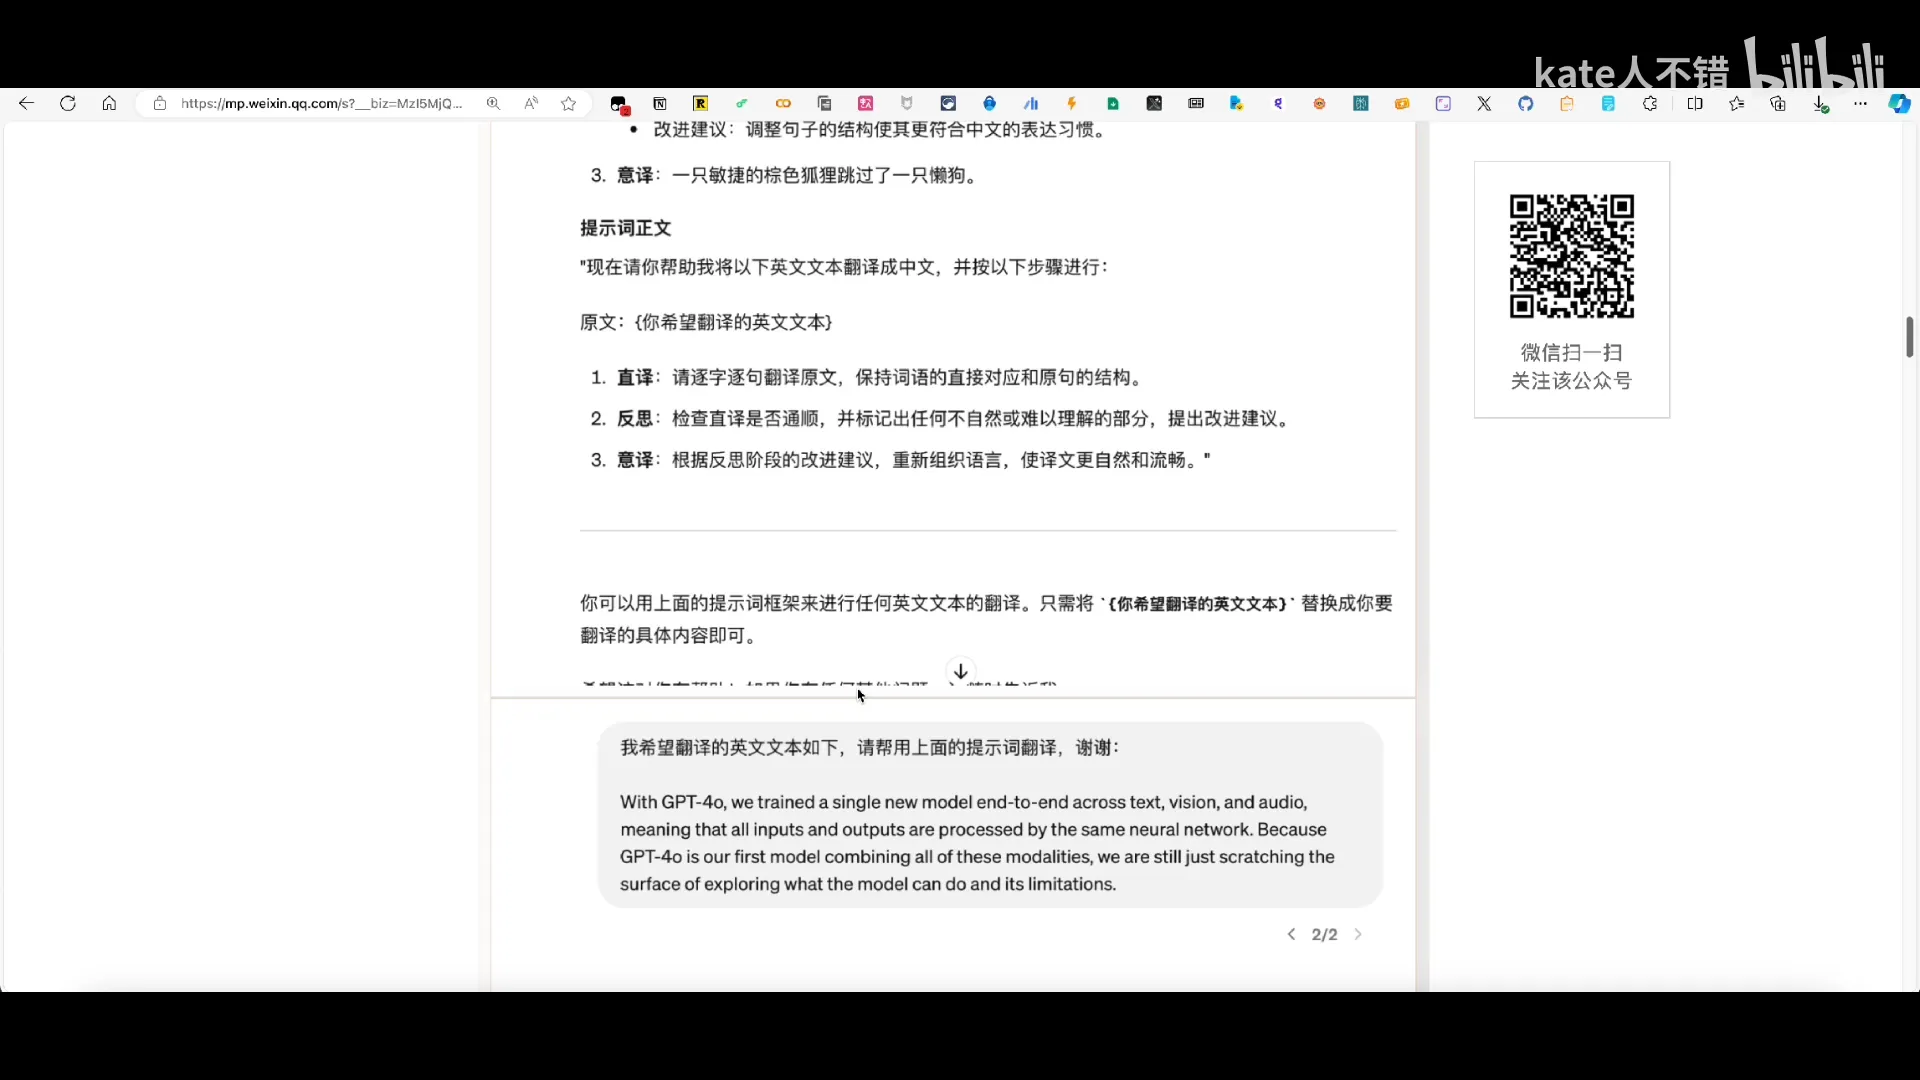 kate人不错 bilibili
https://mp.weixin.qq.com/s?__biz=MzI5MjQ...
• 改进建议：调整句子的结构使其更符合中文的表达习惯。
3. 意译：一只敏捷的棕色狐狸跳过了一只懒狗。
提示词正文
"现在请你帮助我将以下英文文本翻译成中文，并按以下步骤进行：
原文：{你希望翻译的英文文本}
1. 直译：请逐字逐句翻译原文，保持词语的直接对应和原句的结构。
2. 反思：检查直译是否通顺，并标记出任何不自然或难以理解的部分，提出改进建议。
3. 意译：根据反思阶段的改进建议，重新组织语言，使译文更自然和流畅。"
微信扫一扫
关注该公众号
你可以用上面的提示词框架来进行任何英文文本的翻译。只需将 `{你希望翻译的英文文本}` 替换成你要
翻译的具体内容即可。
我希望翻译的英文文本如下，请帮用上面的提示词翻译，谢谢：
With GPT-4o, we trained a single new model end-to-end across text, vision, and audio,
meaning that all inputs and outputs are processed by the same neural network. Because
GPT-4o is our first model combining all of these modalities, we are still just scratching the
surface of exploring what the model can do and its limitations.
2/2